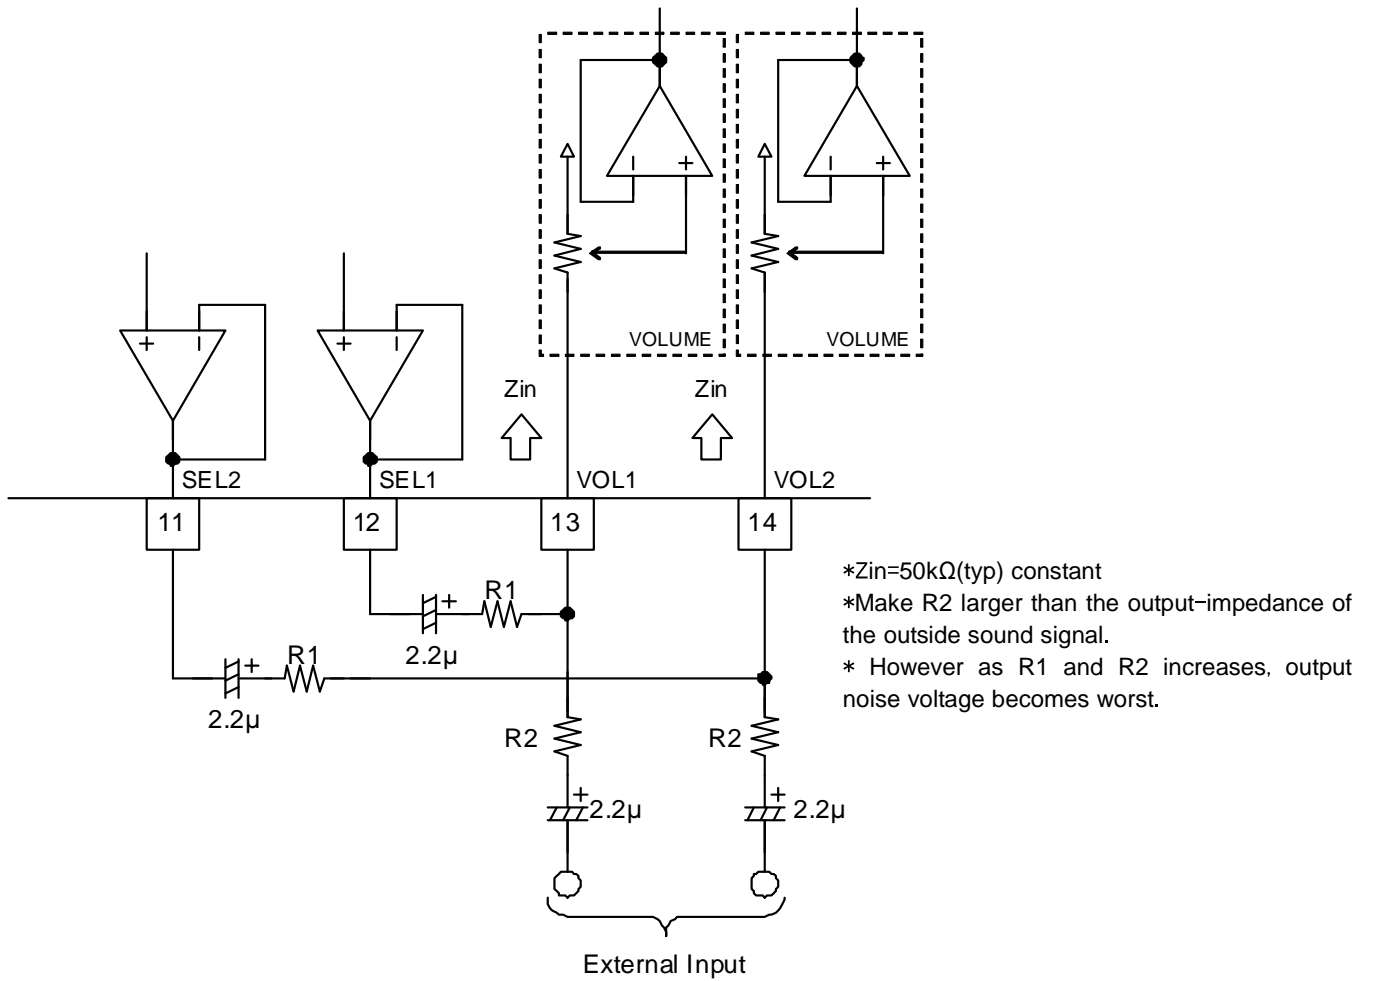 VOLUME VOLUME
Zin Zin
SEL2 SEL1 VOL1 VOL2
11 12 13 14
+ − + − − + − +
*Zin=50kΩ(typ) constant
*Make R2 larger than the output-impedance of
the outside sound signal.
* However as R1 and R2 increases, output
noise voltage becomes worst.
+ R1
2.2μ
+ R1
2.2μ
R2 R2
+ 2.2μ + 2.2μ
External Input